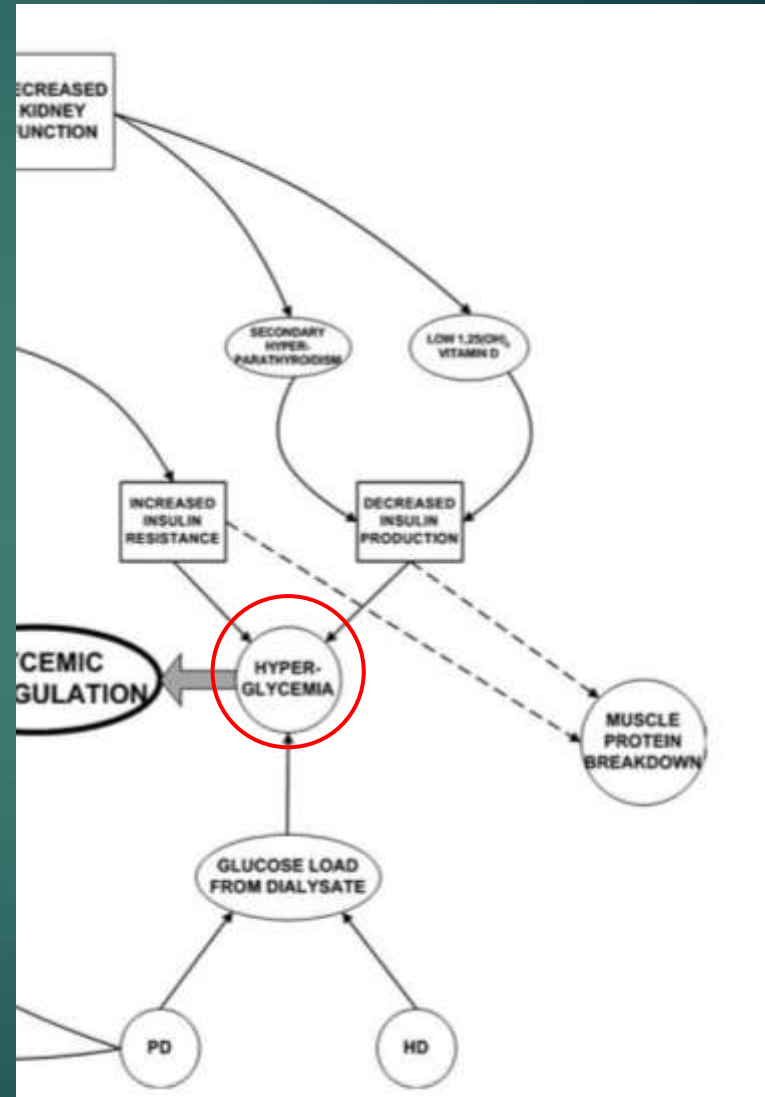 ECREASED
KIDNEY
UNCTION
SECONDARY
HYPER-
PARATHYROIDISM
LOW 1,25(OH)₂
VITAMIN D
INCREASED
INSULIN
RESISTANCE
DECREASED
INSULIN
PRODUCTION
YCEMIC
GULATION
HYPER-
GLYCEMIA
MUSCLE
PROTEIN
BREAKDOWN
GLUCOSE LOAD
FROM DIALYSATE
PD
HD